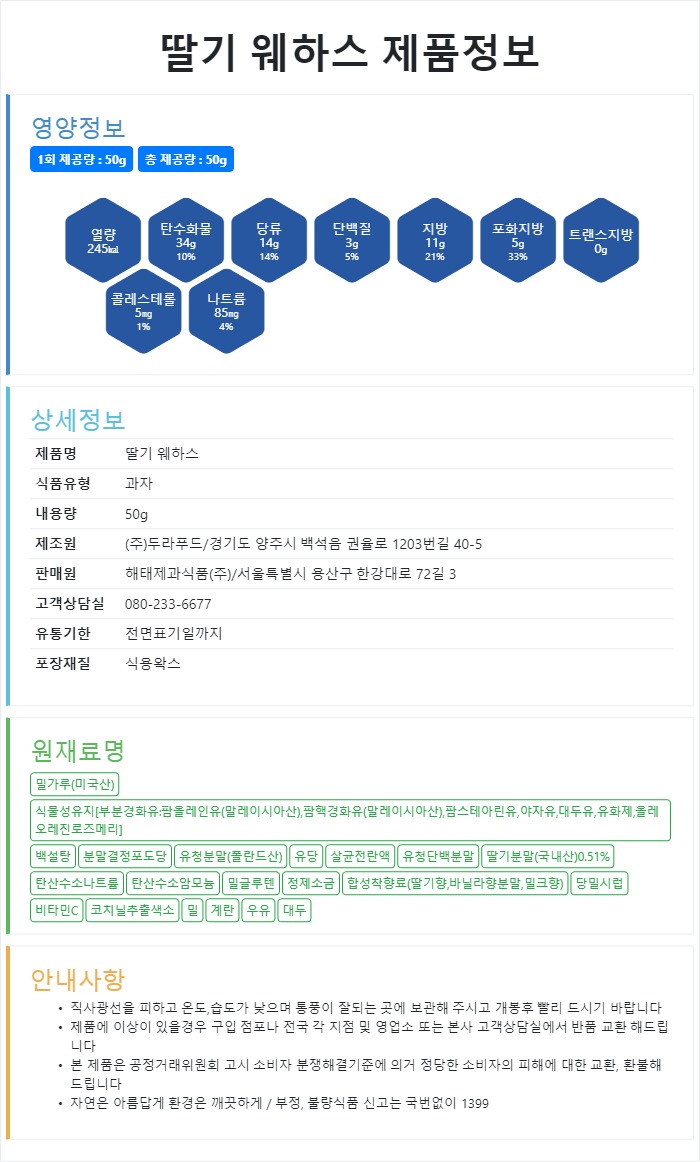 딸기 웨하스 제품정보
영양정보
1회 제공량 : 50g 총 제공량 : 50g
열량 탄수화물 당류 단백질 지방 포화지방 트랜스지방
245㎉ 34g 14g 3g 11g 5g 0g
10% 14% 5% 21% 33%
콜레스테롤 나트륨
5㎎ 85㎎
1% 4%
상세정보
제품명 딸기 웨하스
식품유형 과자
내용량 50g
제조원 (주)두라푸드/경기도 양주시 백석읍 권율로 1203번길 40-5
판매원 해태제과식품(주)/서울특별시 용산구 한강대로 72길 3
고객상담실 080-233-6677
유통기한 전면표기일까지
포장재질 식용왁스
원재료명
밀가루(미국산)
식물성유지[부분경화유:팜올레인유(말레이시아산),팜핵경화유(말레이시아산),팜스테아린유,야자유,대두유,유화제,올레
오레진로즈메리]
백설탕 분말결정포도당 유청분말(폴란드산) 유당 살균전란액 유청단백분말 딸기분말(국내산)0.51%
탄산수소나트륨 탄산수소암모늄 밀글루텐 정제소금 합성착향료(딸기향,바닐라향분말,밀크향) 당밀시럽
비타민C 코치닐추출색소 밀 계란 우유 대두
안내사항
• 직사광선을 피하고 온도,습도가 낮으며 통풍이 잘되는 곳에 보관해 주시고 개봉후 빨리 드시기 바랍니다
• 제품에 이상이 있을경우 구입 점포나 전국 각 지점 및 영업소 또는 본사 고객상담실에서 반품 교환 해드립
니다
• 본 제품은 공정거래위원회 고시 소비자 분쟁해결기준에 의거 정당한 소비자의 피해에 대한 교환, 환불해
드립니다
• 자연은 아름답게 환경은 깨끗하게 / 부정, 불량식품 신고는 국번없이 1399